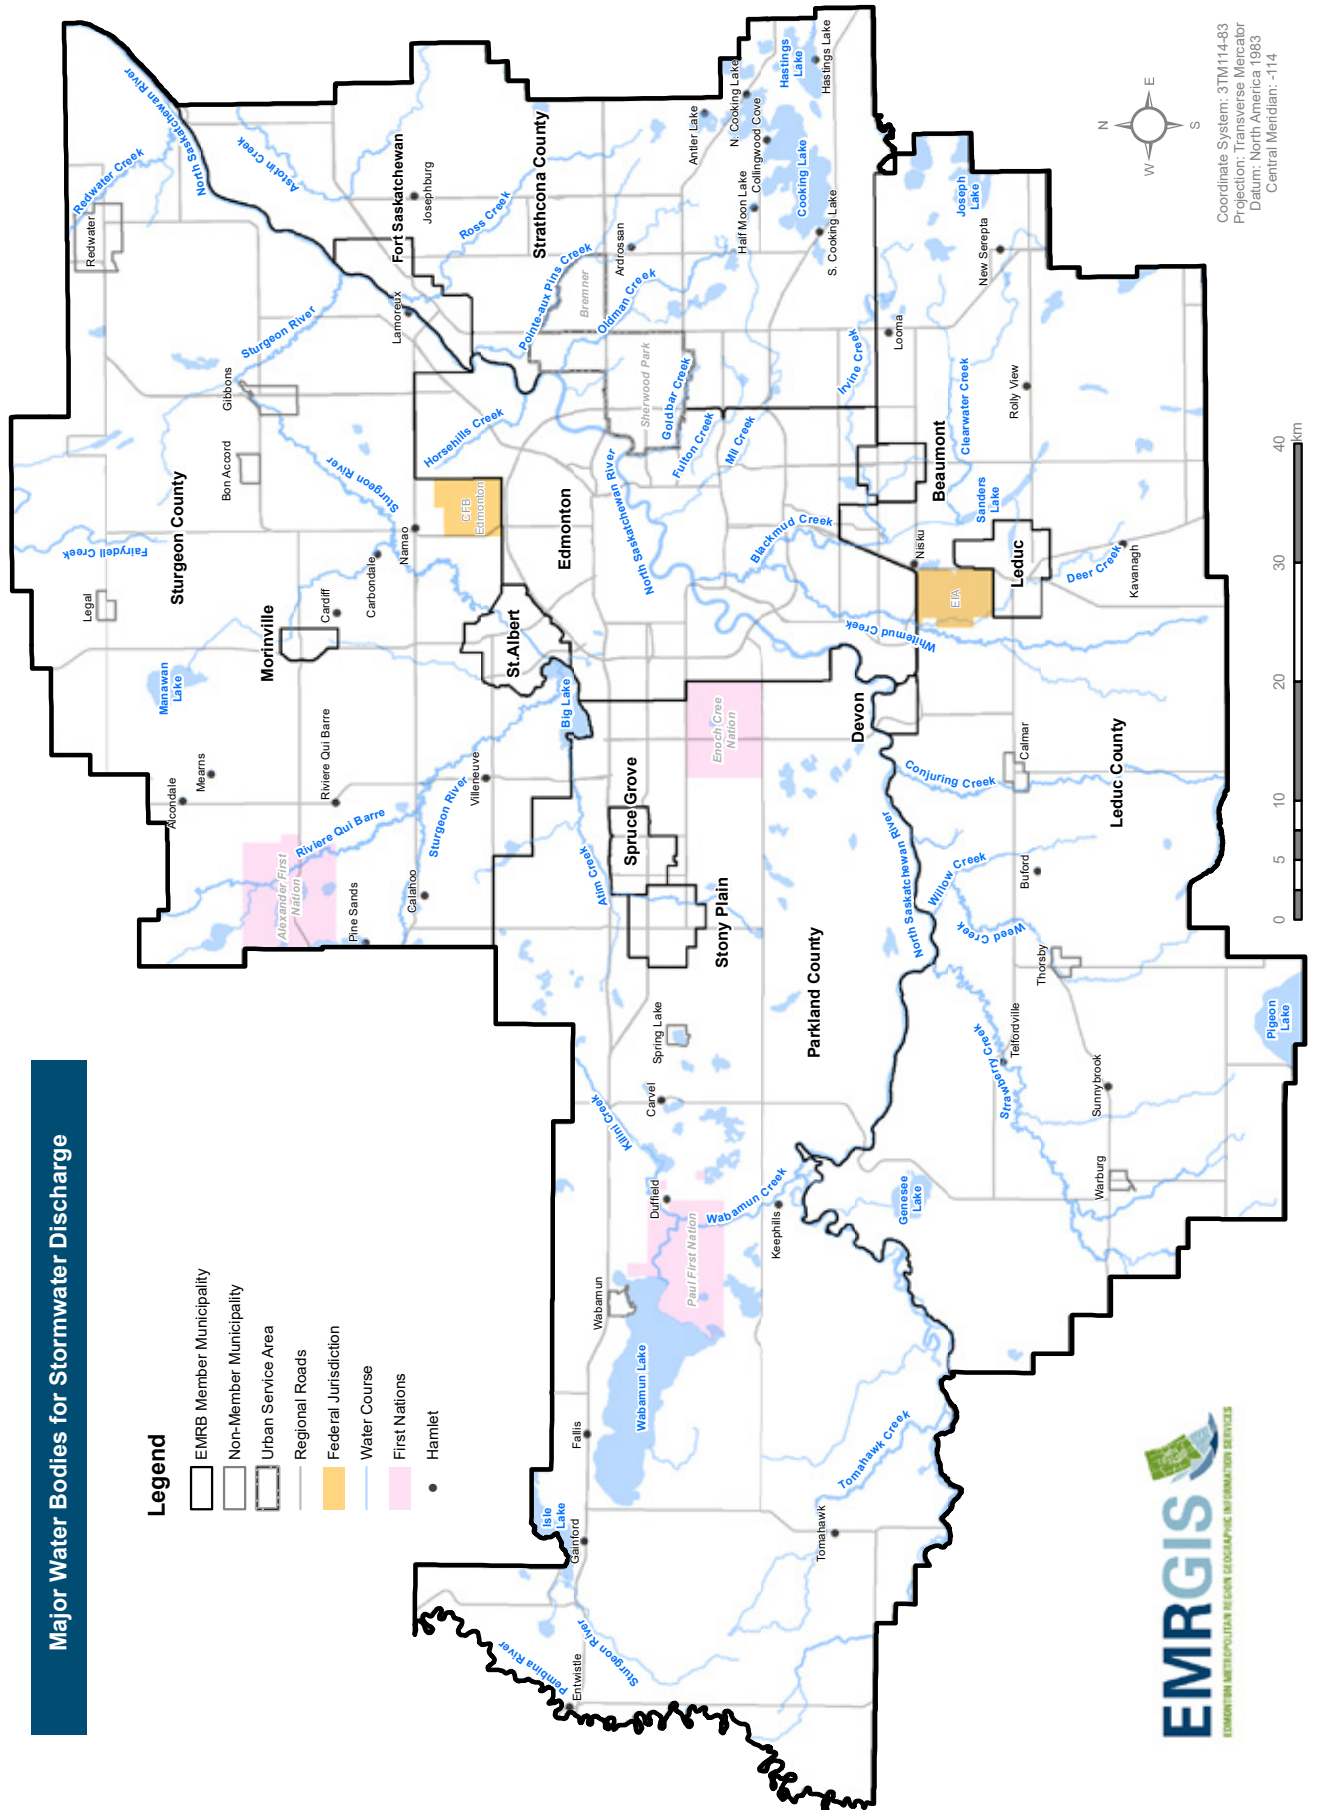 Major Water Bodies for Stormwater Discharge
Legend
EMRB Member Municipality
Non-Member Municipality
Urban Service Area
Regional Roads
Federal Jurisdiction
Water Course
First Nations
Hamlet
Redwater Creek
North Saskatchewan River
North Saskatchewan River
Astotin Creek
Redwater
Fort Saskatchewan
Josephburg
Ross Creek
Strathcona County
Sturgeon River
Lamoreux
Pointe-aux Pins Creek
Bremner
Ardrossan
Oldman Creek
Antler Lake
N. Cooking Lake
Collingwood Cove
Half Moon Lake
Hastings
Lake
Hastings Lake
Cooking Lake
S. Cooking Lake
Joseph
Lake
New Serepta
Gibbons
Bon Accord
Sturgeon County
Fairydell Creek
Legal
Sturgeon River
Horsehills Creek
CFB
Edmonton
Namao
Carbondale
Cardiff
Morinville
Edmonton
Sherwood Park
Goldbar Creek
Fulton Creek
Mill Creek
North Saskatchewan River
Irvine Creek
Looma
Clearwater Creek
Rolly View
Beaumont
Sanders
Lake
Blackmud Creek
Nisku
Leduc
Deer Creek
Kavanagh
EIA
Whitemud Creek
St.Albert
Big Lake
Manawan
Lake
Mearns
Alcondale
Riviere Qui Barre
Riviere Qui Barre
Sturgeon River
Villeneuve
Alexander First
Nation
Pine Sands
Calahoo
Atim Creek
Spruce Grove
Stony Plain
Enoch Cree
Nation
Devon
Calmar
Conjuring Creek
Leduc County
North Saskatchewan River
Willow Creek
Buford
Weed Creek
Thorsby
Parkland County
Spring Lake
Carvel
Kilini Creek
Duffield
Wabamun Creek
Keephills
Paul First Nation
Wabamun
Wabamun Lake
Fallis
Isle
Lake
Gainford
Sturgeon River
Pembina River
Entwistle
Tomahawk
Tomahawk Creek
Genesee
Lake
Strawberry Creek
Telfordville
Sunnybrook
Warburg
Pigeon
Lake
N
E
S
W
Coordinate System: 3TM114-83
Projection: Transverse Mercator
Datum: North America 1983
Central Meridian: -114
0 5 10 20 30 40
km
EMRGIS
EDMONTON METROPOLITAN REGION GEOGRAPHIC INFORMATION SERVICES